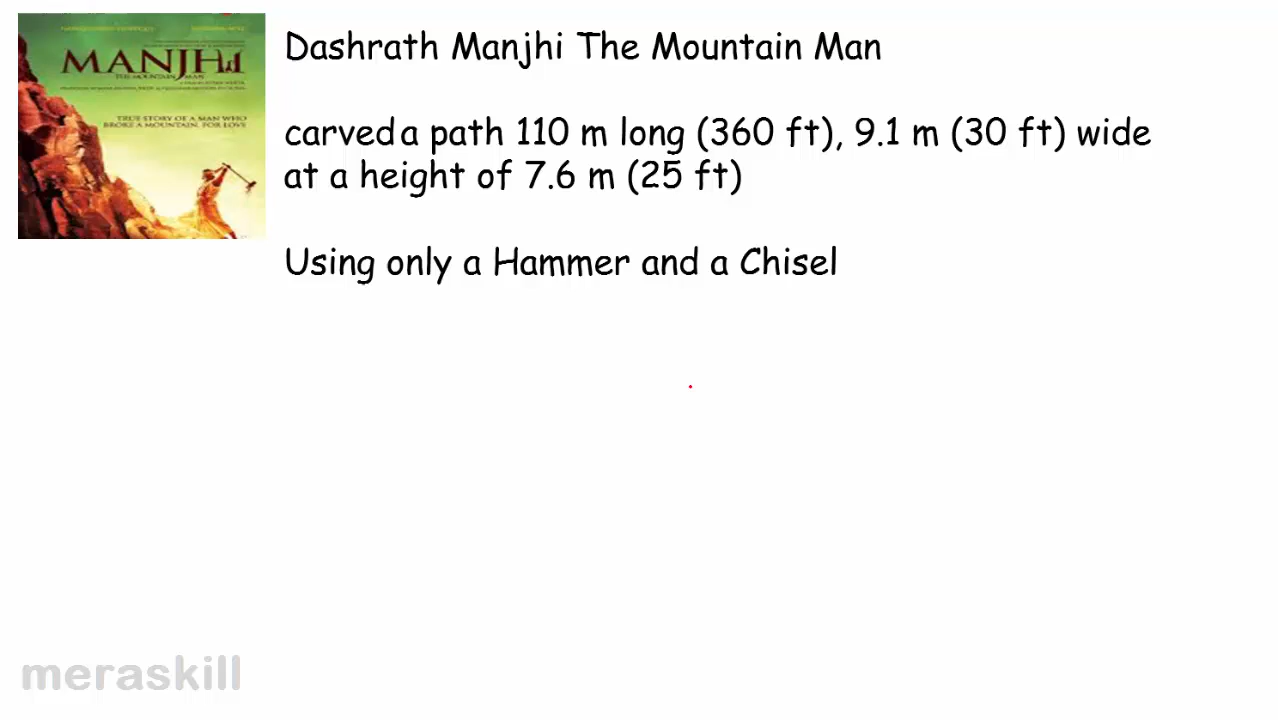 MANJHI
THE MOUNTAIN MAN
TRUE STORY OF A MAN WHO
BROKE A MOUNTAIN, FOR LOVE
Dashrath Manjhi The Mountain Man
carved a path 110 m long (360 ft), 9.1 m (30 ft) wide
at a height of 7.6 m (25 ft)
Using only a Hammer and a Chisel
meraskill